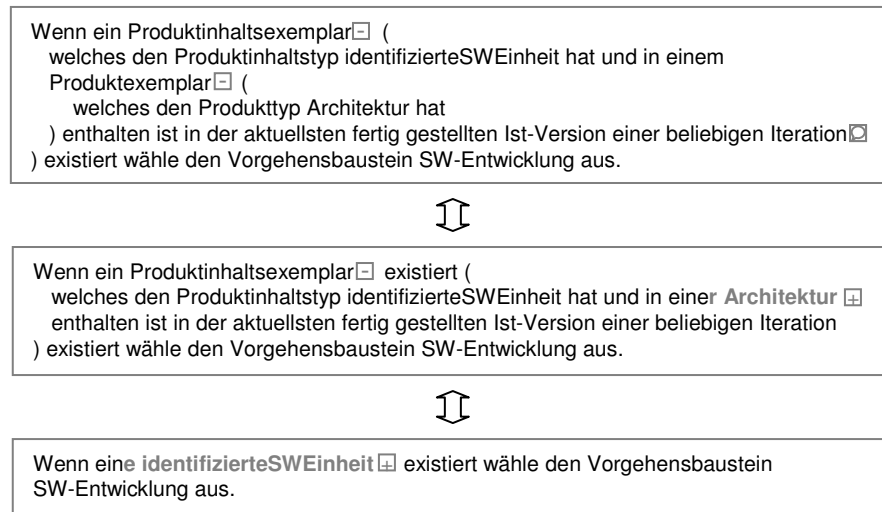 Wenn ein Produktinhaltsexemplar (
welches den Produktinhaltstyp identifizierteSWEinheit hat und in einem
Produktexemplar (
welches den Produkttyp Architektur hat
) enthalten ist in der aktuellsten fertig gestellten Ist-Version einer beliebigen Iteration
) existiert wähle den Vorgehensbaustein SW-Entwicklung aus.
Wenn ein Produktinhaltsexemplar existiert (
welches den Produktinhaltstyp identifizierteSWEinheit hat und in einer Architektur
enthalten ist in der aktuellsten fertig gestellten Ist-Version einer beliebigen Iteration
) existiert wähle den Vorgehensbaustein SW-Entwicklung aus.
Wenn eine identifizierteSWEinheit existiert wähle den Vorgehensbaustein
SW-Entwicklung aus.